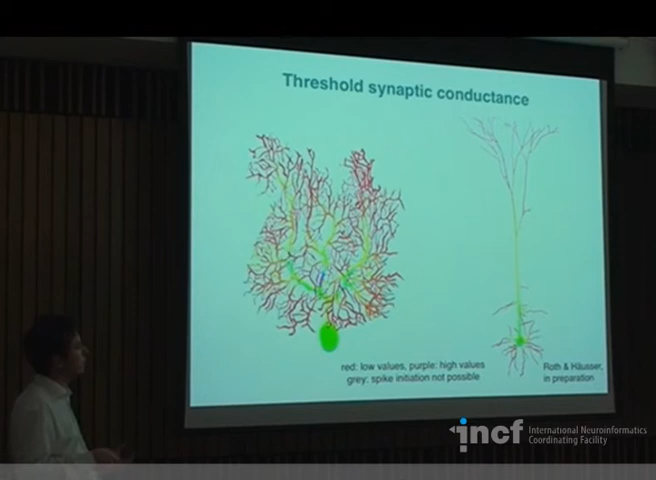 Threshold synaptic conductance
red: low values, purple: high values
grey: spike initiation not possible
Roth & Häusser,
in preparation
incf
International Neuroinformatics
Coordinating Facility